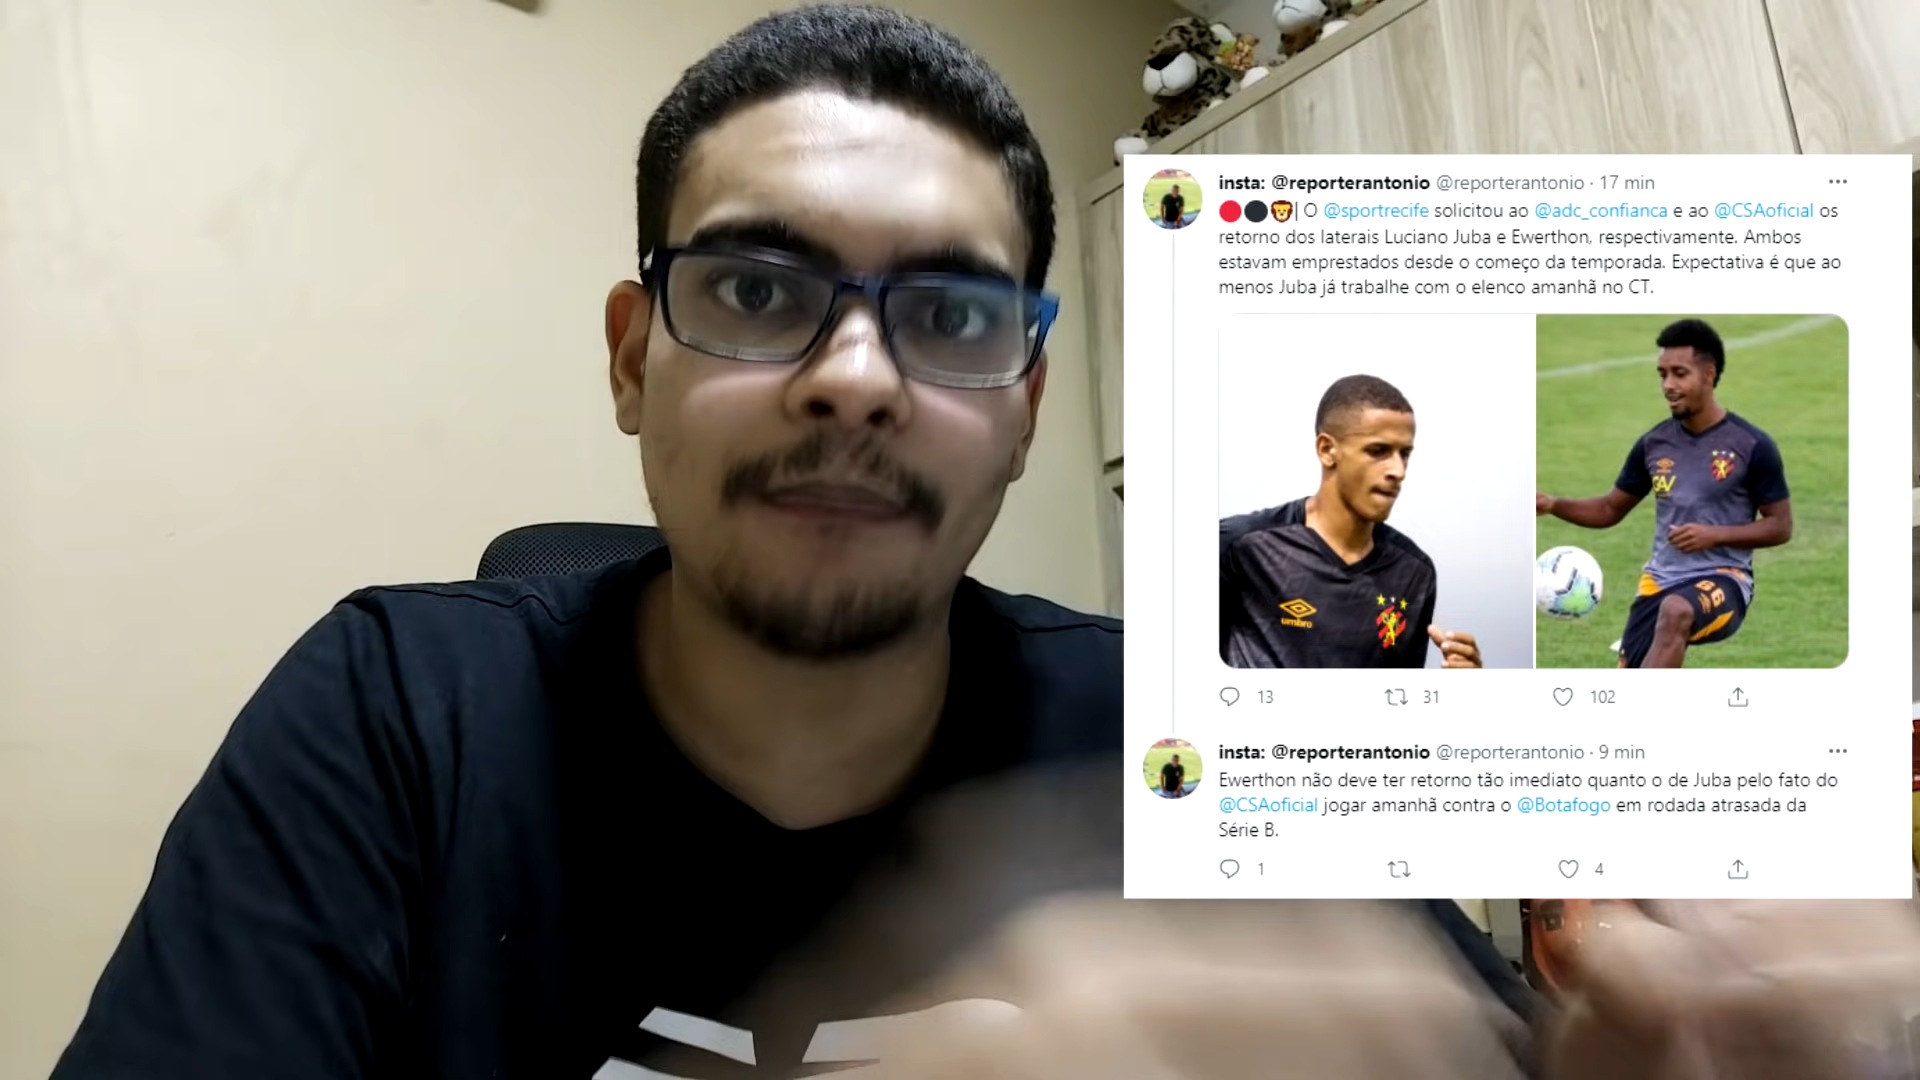 insta: @reporterantonio @reporterantonio · 17 min
🔴⚫🦁| O @sportrecife solicitou ao @adc_confianca e ao @CSAoficial os
retorno dos laterais Luciano Juba e Ewerthon, respectivamente. Ambos
estavam emprestados desde o começo da temporada. Expectativa é que ao
menos Juba já trabalhe com o elenco amanhã no CT.
umbro
13 31 102
insta: @reporterantonio @reporterantonio · 9 min
Ewerthon não deve ter retorno tão imediato quanto o de Juba pelo fato do
@CSAoficial jogar amanhã contra o @Botafogo em rodada atrasada da
Série B.
1 4